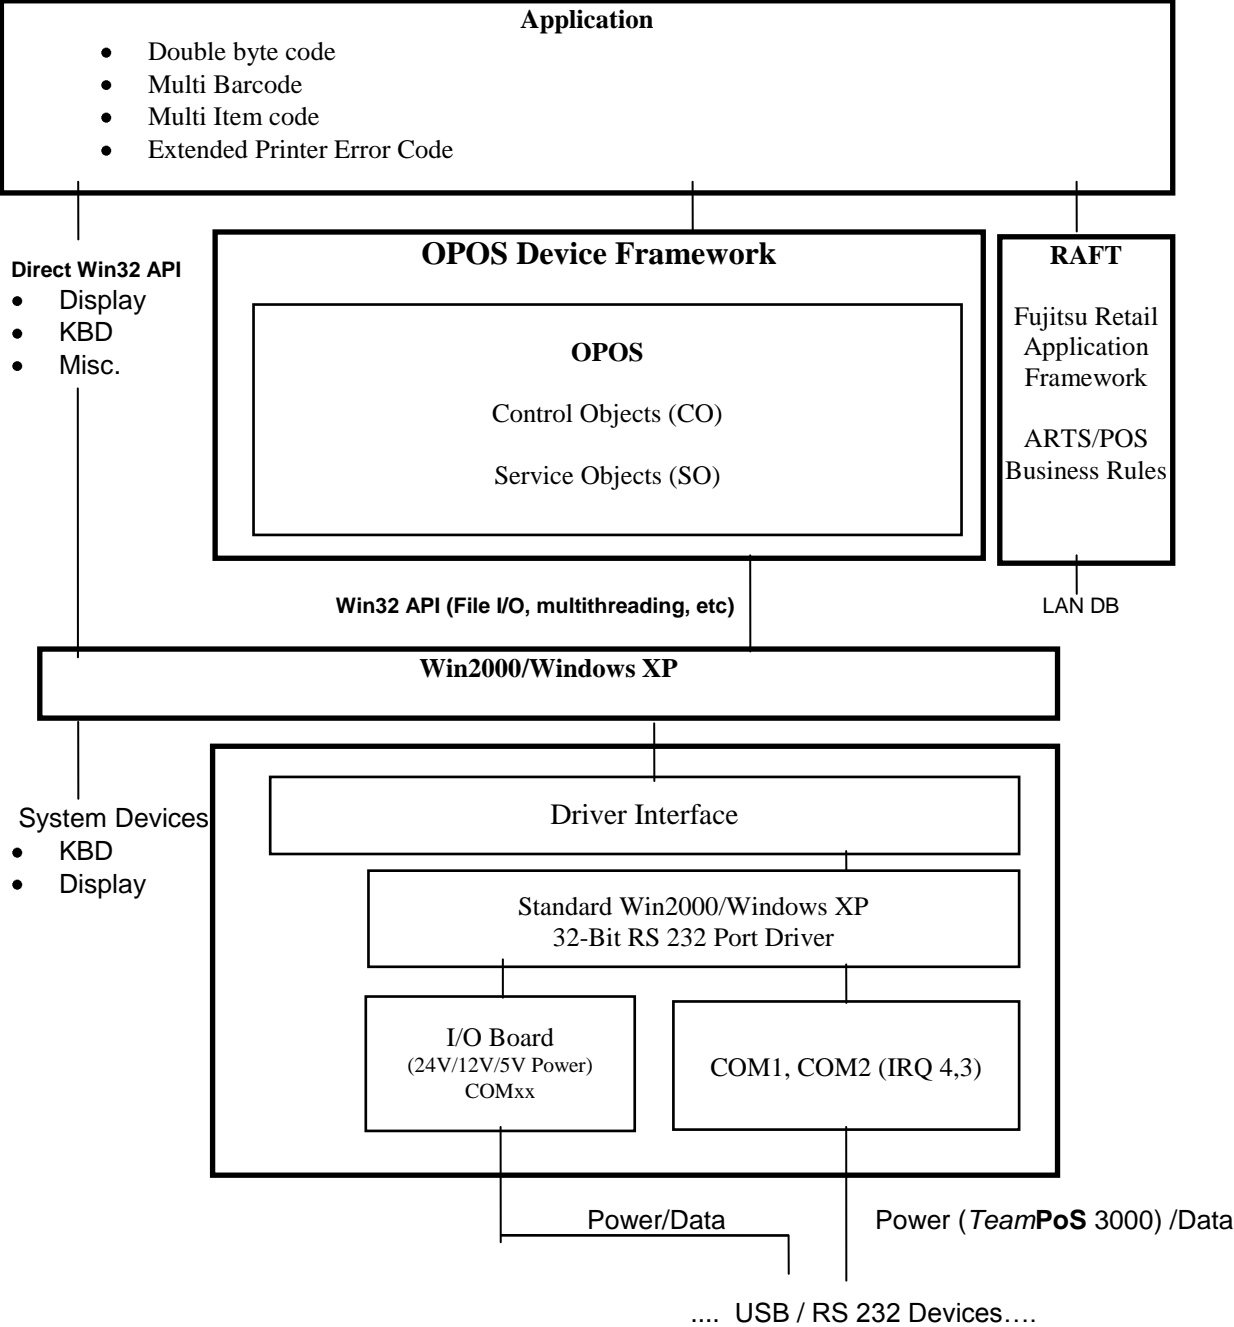 Application
• Double byte code
• Multi Barcode
• Multi Item code
• Extended Printer Error Code
Direct Win32 API
• Display
• KBD
• Misc.
OPOS Device Framework
OPOS
Control Objects (CO)
Service Objects (SO)
RAFT
Fujitsu Retail
Application
Framework
ARTS/POS
Business Rules
Win32 API (File I/O, multithreading, etc)
LAN DB
Win2000/Windows XP
System Devices
• KBD
• Display
Driver Interface
Standard Win2000/Windows XP
32-Bit RS 232 Port Driver
I/O Board
(24V/12V/5V Power)
COMxx
COM1, COM2 (IRQ 4,3)
Power/Data
Power (TeamPoS 3000) /Data
.... USB / RS 232 Devices....